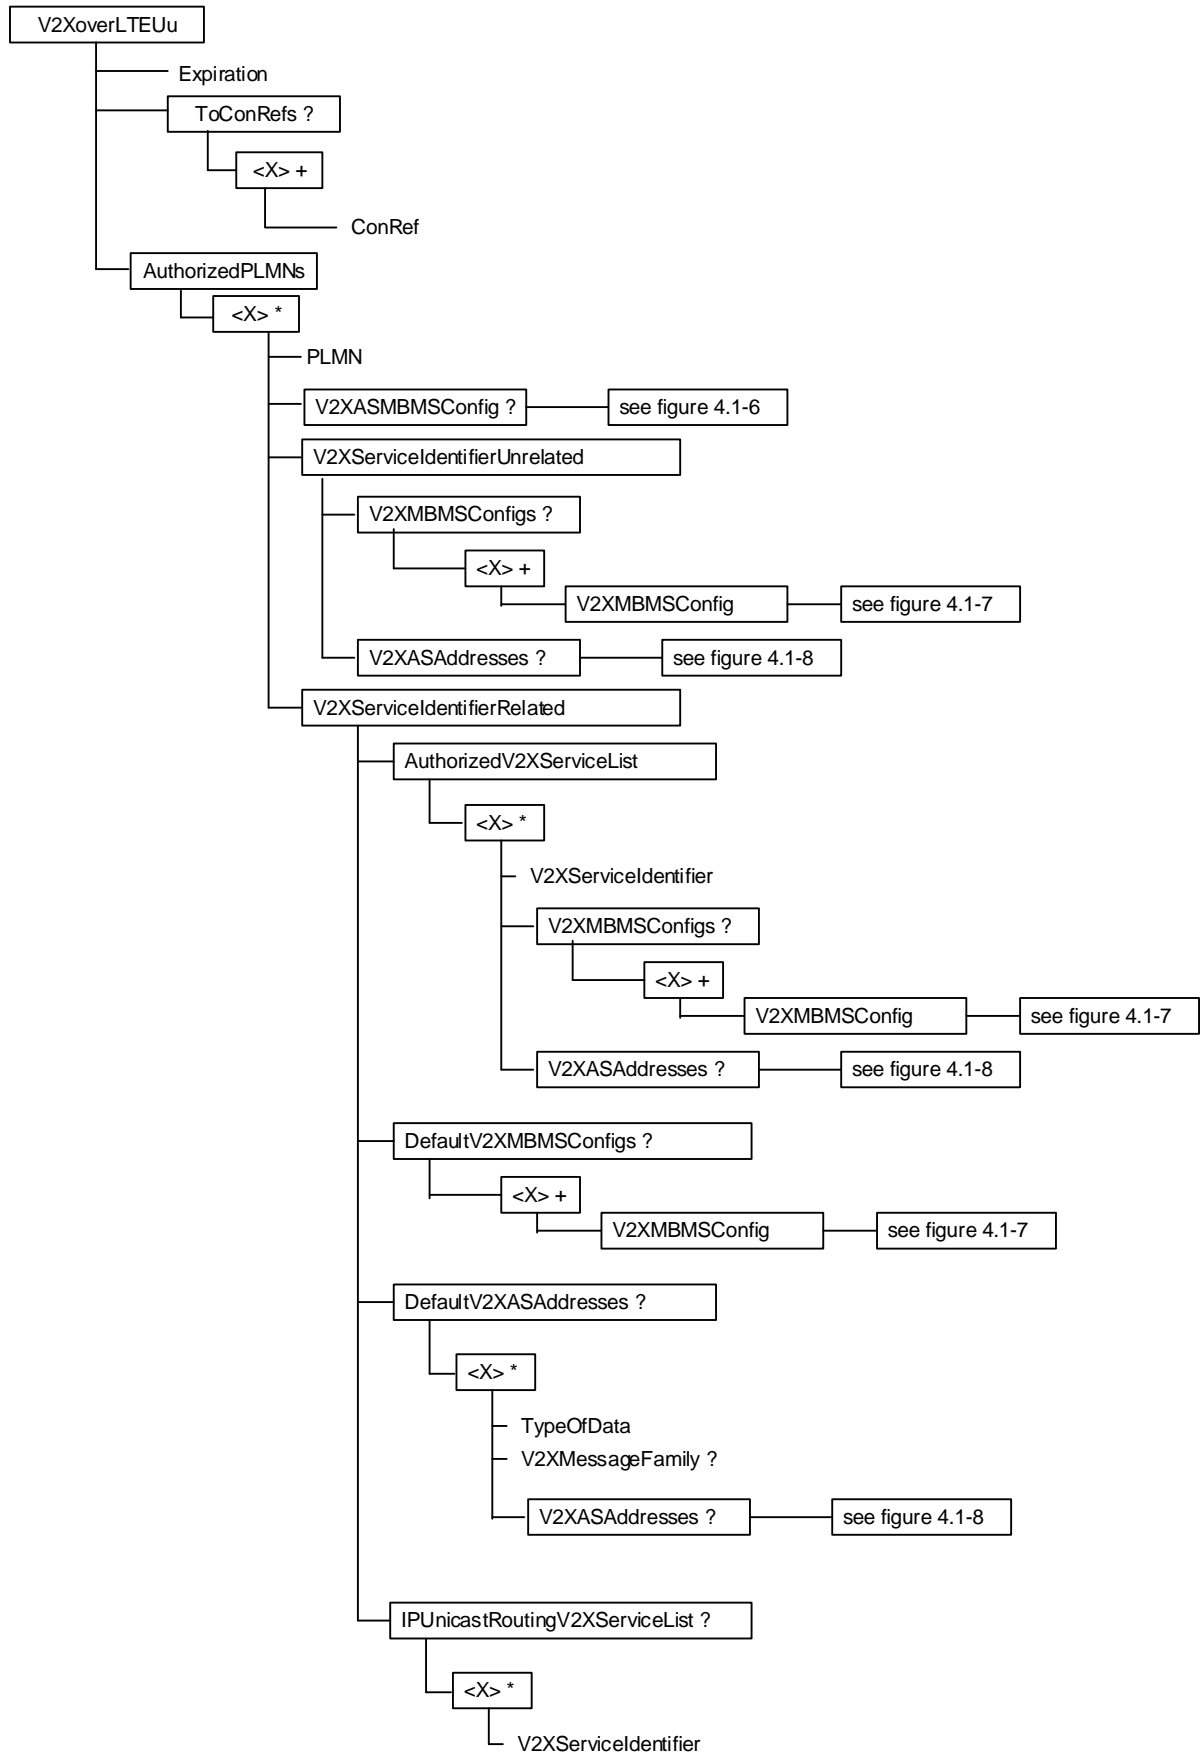 V2XoverLTEUu
Expiration
ToConRefs ?
<X> +
ConRef
AuthorizedPLMNs
<X> *
PLMN
V2XASMBMSConfig ?
see figure 4.1-6
V2XServiceIdentifierUnrelated
V2XMBMSConfigs ?
<X> +
V2XMBMSConfig
see figure 4.1-7
V2XASAddresses ?
see figure 4.1-8
V2XServiceIdentifierRelated
AuthorizedV2XServiceList
<X> *
V2XServiceIdentifier
V2XMBMSConfigs ?
<X> +
V2XMBMSConfig
see figure 4.1-7
V2XASAddresses ?
see figure 4.1-8
DefaultV2XMBMSConfigs ?
<X> +
V2XMBMSConfig
see figure 4.1-7
DefaultV2XASAddresses ?
<X> *
TypeOfData
V2XMessageFamily ?
V2XASAddresses ?
see figure 4.1-8
IPUnicastRoutingV2XServiceList ?
<X> *
V2XServiceIdentifier